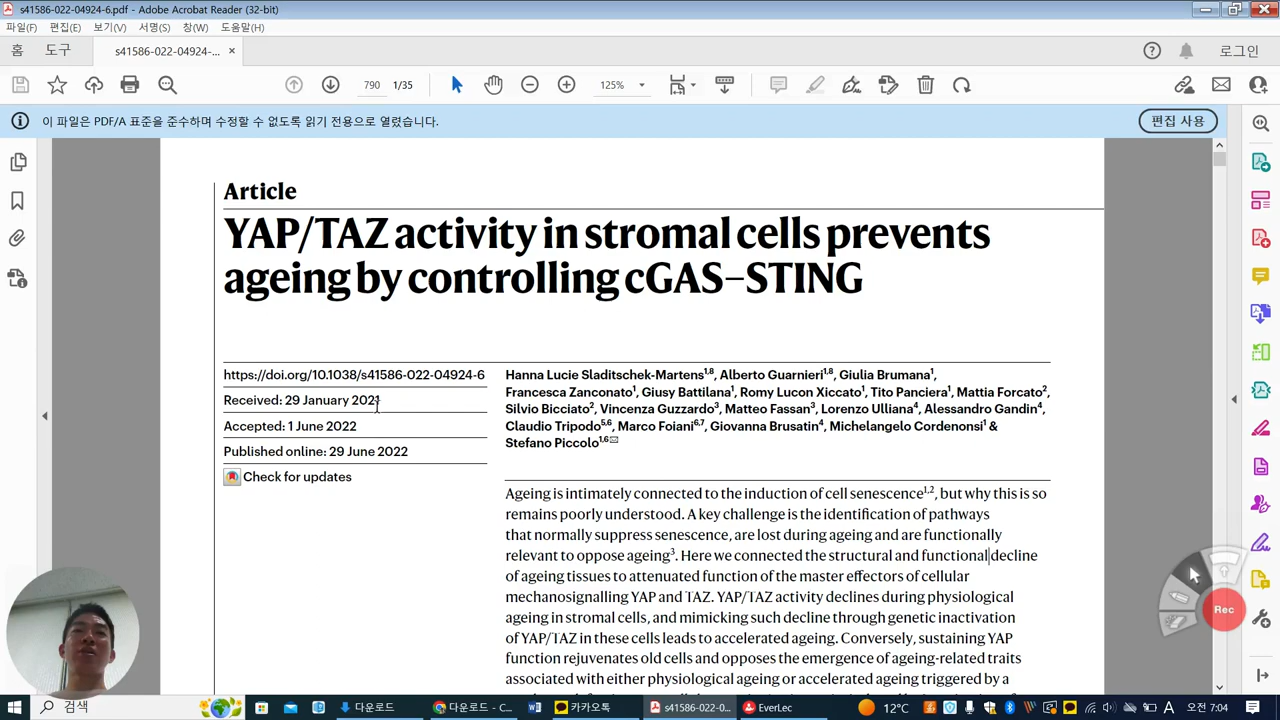 s41586-022-04924-6.pdf - Adobe Acrobat Reader (32-bit)
파일(F) 편집(E) 보기(V) 서명(S) 창(W) 도움말(H)
홈 도구 s41586-022-04924-... × 로그인
790 1/35 125%
이 파일은 PDF/A 표준을 준수하며 수정할 수 없도록 읽기 전용으로 열렸습니다. 편집 사용
Article
YAP/TAZ activity in stromal cells prevents
ageing by controlling cGAS–STING
https://doi.org/10.1038/s41586-022-04924-6
Received: 29 January 2021
Accepted: 1 June 2022
Published online: 29 June 2022
Check for updates
Hanna Lucie Sladitschek-Martens1,8, Alberto Guarnieri1,8, Giulia Brumana1,
Francesca Zanconato1, Giusy Battilana1, Romy Lucon Xiccato1, Tito Panciera1, Mattia Forcato2,
Silvio Bicciato2, Vincenza Guzzardo3, Matteo Fassan3, Lorenzo Ulliana4, Alessandro Gandin4,
Claudio Tripodo5,6, Marco Foiani6,7, Giovanna Brusatin4, Michelangelo Cordenonsi1 &
Stefano Piccolo1,6
Ageing is intimately connected to the induction of cell senescence1,2, but why this is so
remains poorly understood. A key challenge is the identification of pathways
that normally suppress senescence, are lost during ageing and are functionally
relevant to oppose ageing3. Here we connected the structural and functional decline
of ageing tissues to attenuated function of the master effectors of cellular
mechanosignalling YAP and TAZ. YAP/TAZ activity declines during physiological
ageing in stromal cells, and mimicking such decline through genetic inactivation
of YAP/TAZ in these cells leads to accelerated ageing. Conversely, sustaining YAP
function rejuvenates old cells and opposes the emergence of ageing-related traits
associated with either physiological ageing or accelerated ageing triggered by a
Rec
검색 다운로드 다운로드 - C... 카카오톡 s41586-022-0... EverLec 12°C A 오전 7:04